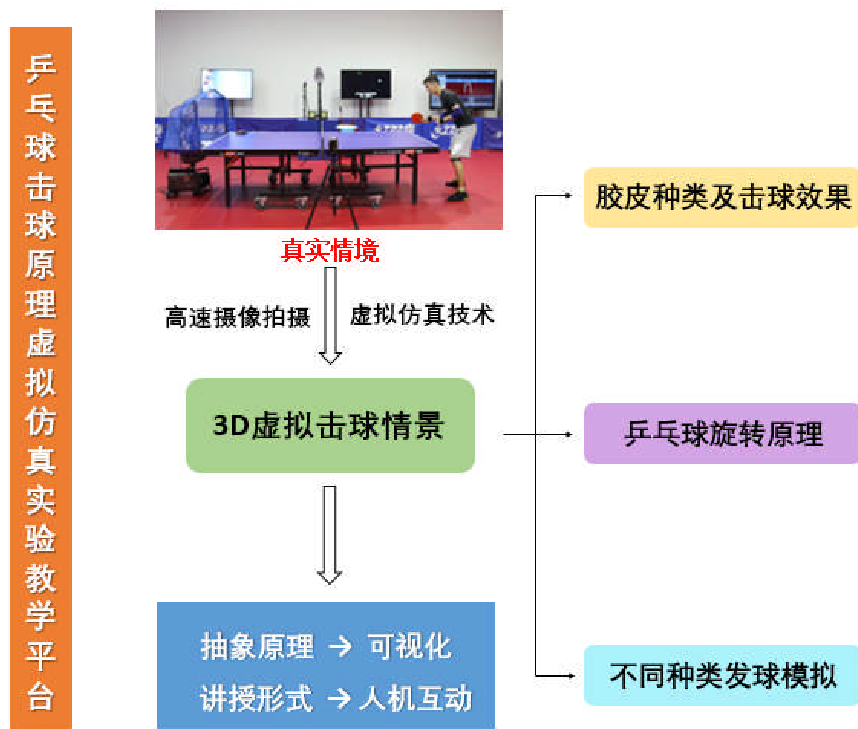 乒乓球击球原理虚拟仿真实验教学平台
真实情境
高速摄像拍摄
虚拟仿真技术
3D虚拟击球情景
抽象原理 → 可视化
讲授形式 → 人机互动
胶皮种类及击球效果
乒乓球旋转原理
不同种类发球模拟